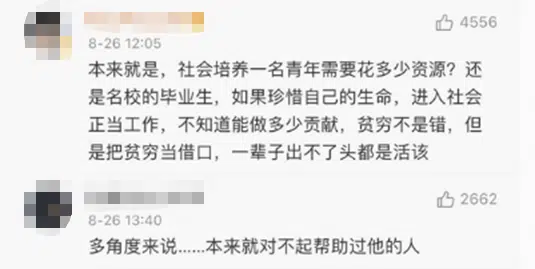 4556
8-26 12:05
本来就是，社会培养一名青年需要花多少资源？还
是名校的毕业生，如果珍惜自己的生命，进入社会
正当工作，不知道能做多少贡献，贫穷不是错，但
是把贫穷当借口，一辈子出不了头都是活该
2662
8-26 13:40
多角度来说……本来就对不起帮助过他的人